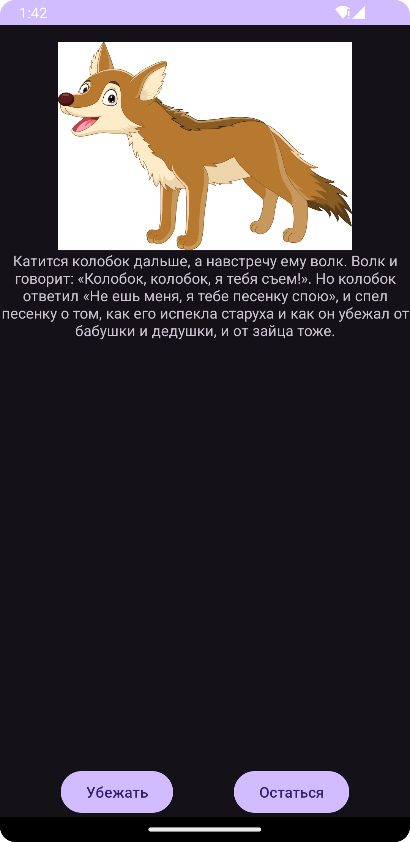 1:42
Катится колобок дальше, а навстречу ему волк. Волк и
говорит: «Колобок, колобок, я тебя съем!». Но колобок
ответил «Не ешь меня, я тебе песенку спою», и спел
песенку о том, как его испекла старуха и как он убежал от
бабушки и дедушки, и от зайца тоже.
Убежать
Остаться